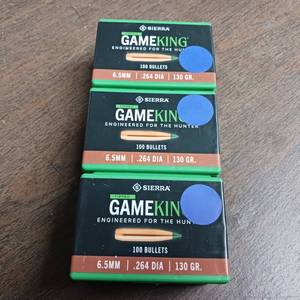 SIERRA
GAMEKING®
ENGINEERED FOR THE HUNTER
100 BULLETS
6.5MM | .264 DIA | 130 GR.
SIERRA
GAMEKING
ENGINEERED FOR THE HUNTER
100 BULLETS
6.5MM | .264 DIA | 130 GR.
SIERRA
GAMEKIN
ENGINEERED FOR THE HU
100 BULLETS
6.5MM | .264 DIA | 130 GR.